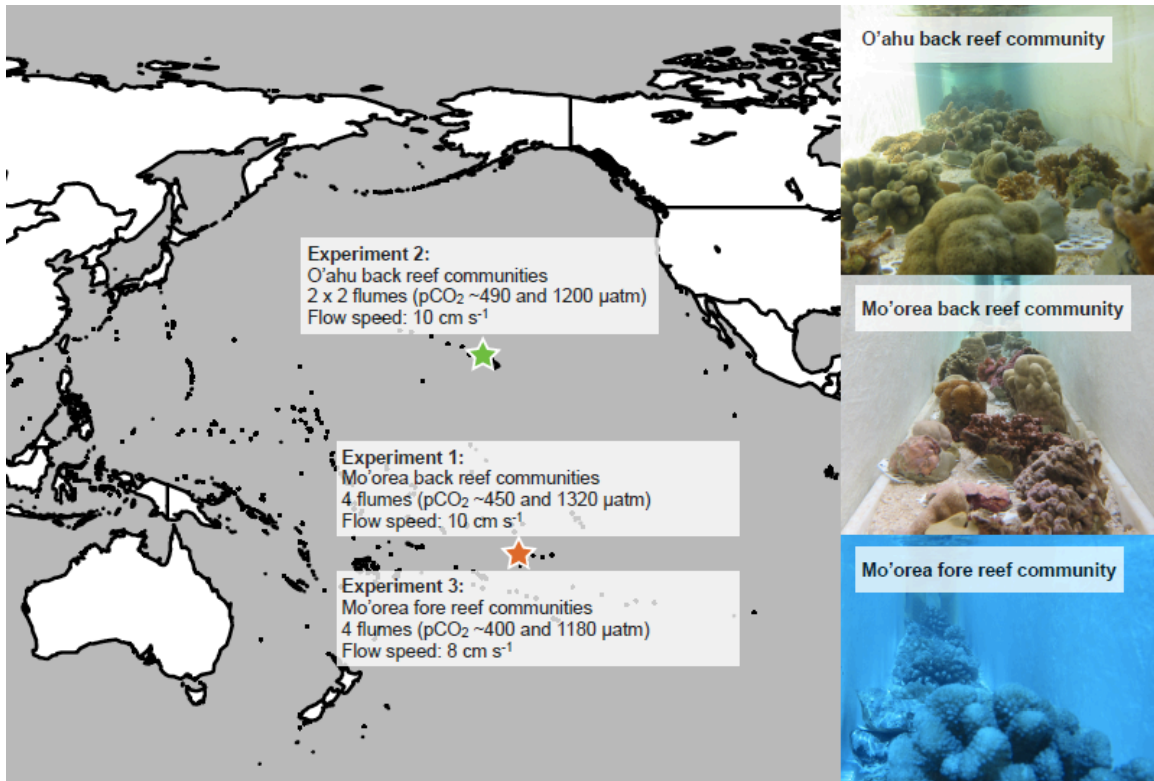 Experiment 2:
O'ahu back reef communities
2 x 2 flumes (pCO₂ ~490 and 1200 µatm)
Flow speed: 10 cm s⁻¹
Experiment 1:
Mo'orea back reef communities
4 flumes (pCO₂ ~450 and 1320 µatm)
Flow speed: 10 cm s⁻¹
Experiment 3:
Mo'orea fore reef communities
4 flumes (pCO₂ ~400 and 1180 µatm)
Flow speed: 8 cm s⁻¹
O'ahu back reef community
Mo'orea back reef community
Mo'orea fore reef community